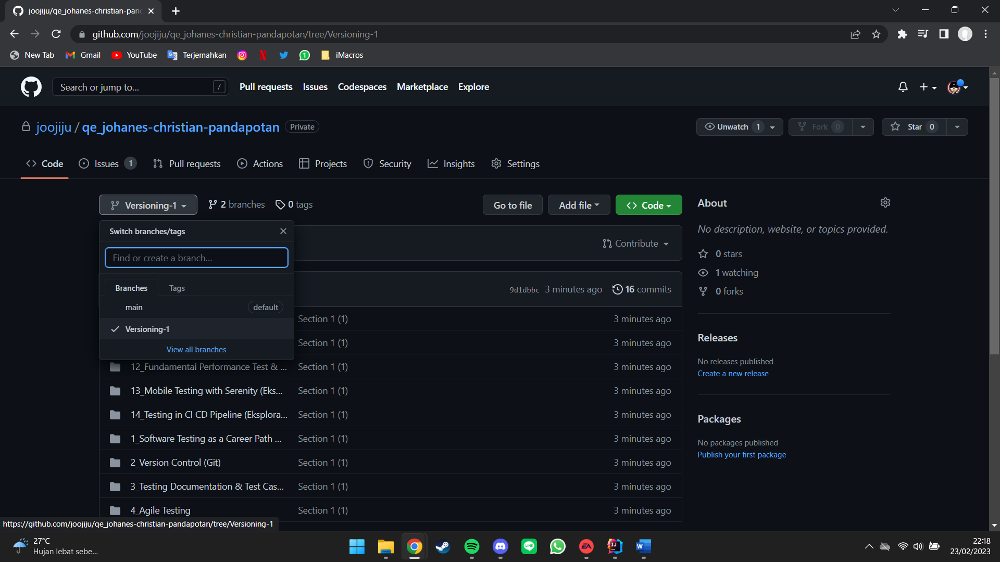 joojiju/qe_johanes-christian-panc
github.com/joojiju/qe_johanes-christian-pandapotan/tree/Versioning-1
New Tab Gmail YouTube Terjemahkan 1 iMacros
Search or jump to... / Pull requests Issues Codespaces Marketplace Explore
joojiju / qe_johanes-christian-pandapotan Private Unwatch 1 Fork 0 Star 0
Code Issues 1 Pull requests Actions Projects Security Insights Settings
Versioning-1 2 branches 0 tags Go to file Add file Code
Switch branches/tags
Find or create a branch...
Branches Tags
main default
Versioning-1
View all branches
Contribute
9d1dbbc 3 minutes ago 16 commits
Section 1 (1) 3 minutes ago
Section 1 (1) 3 minutes ago
12_Fundamental Performance Test & ... Section 1 (1) 3 minutes ago
13_Mobile Testing with Serenity (Eks... Section 1 (1) 3 minutes ago
14_Testing in CI CD Pipeline (Eksplora... Section 1 (1) 3 minutes ago
1_Software Testing as a Career Path ... Section 1 (1) 3 minutes ago
2_Version Control (Git) Section 1 (1) 3 minutes ago
3_Testing Documentation & Test Cas... Section 1 (1) 3 minutes ago
4_Agile Testing Section 1 (1) 3 minutes ago
About
No description, website, or topics provided.
0 stars
1 watching
0 forks
Releases
No releases published
Create a new release
Packages
No packages published
Publish your first package
https://github.com/joojiju/qe_johanes-christian-pandapotan/tree/Versioning-1
27°C
Hujan lebat sebe...
LINE
EA
IJ
W
22:18
23/02/2023